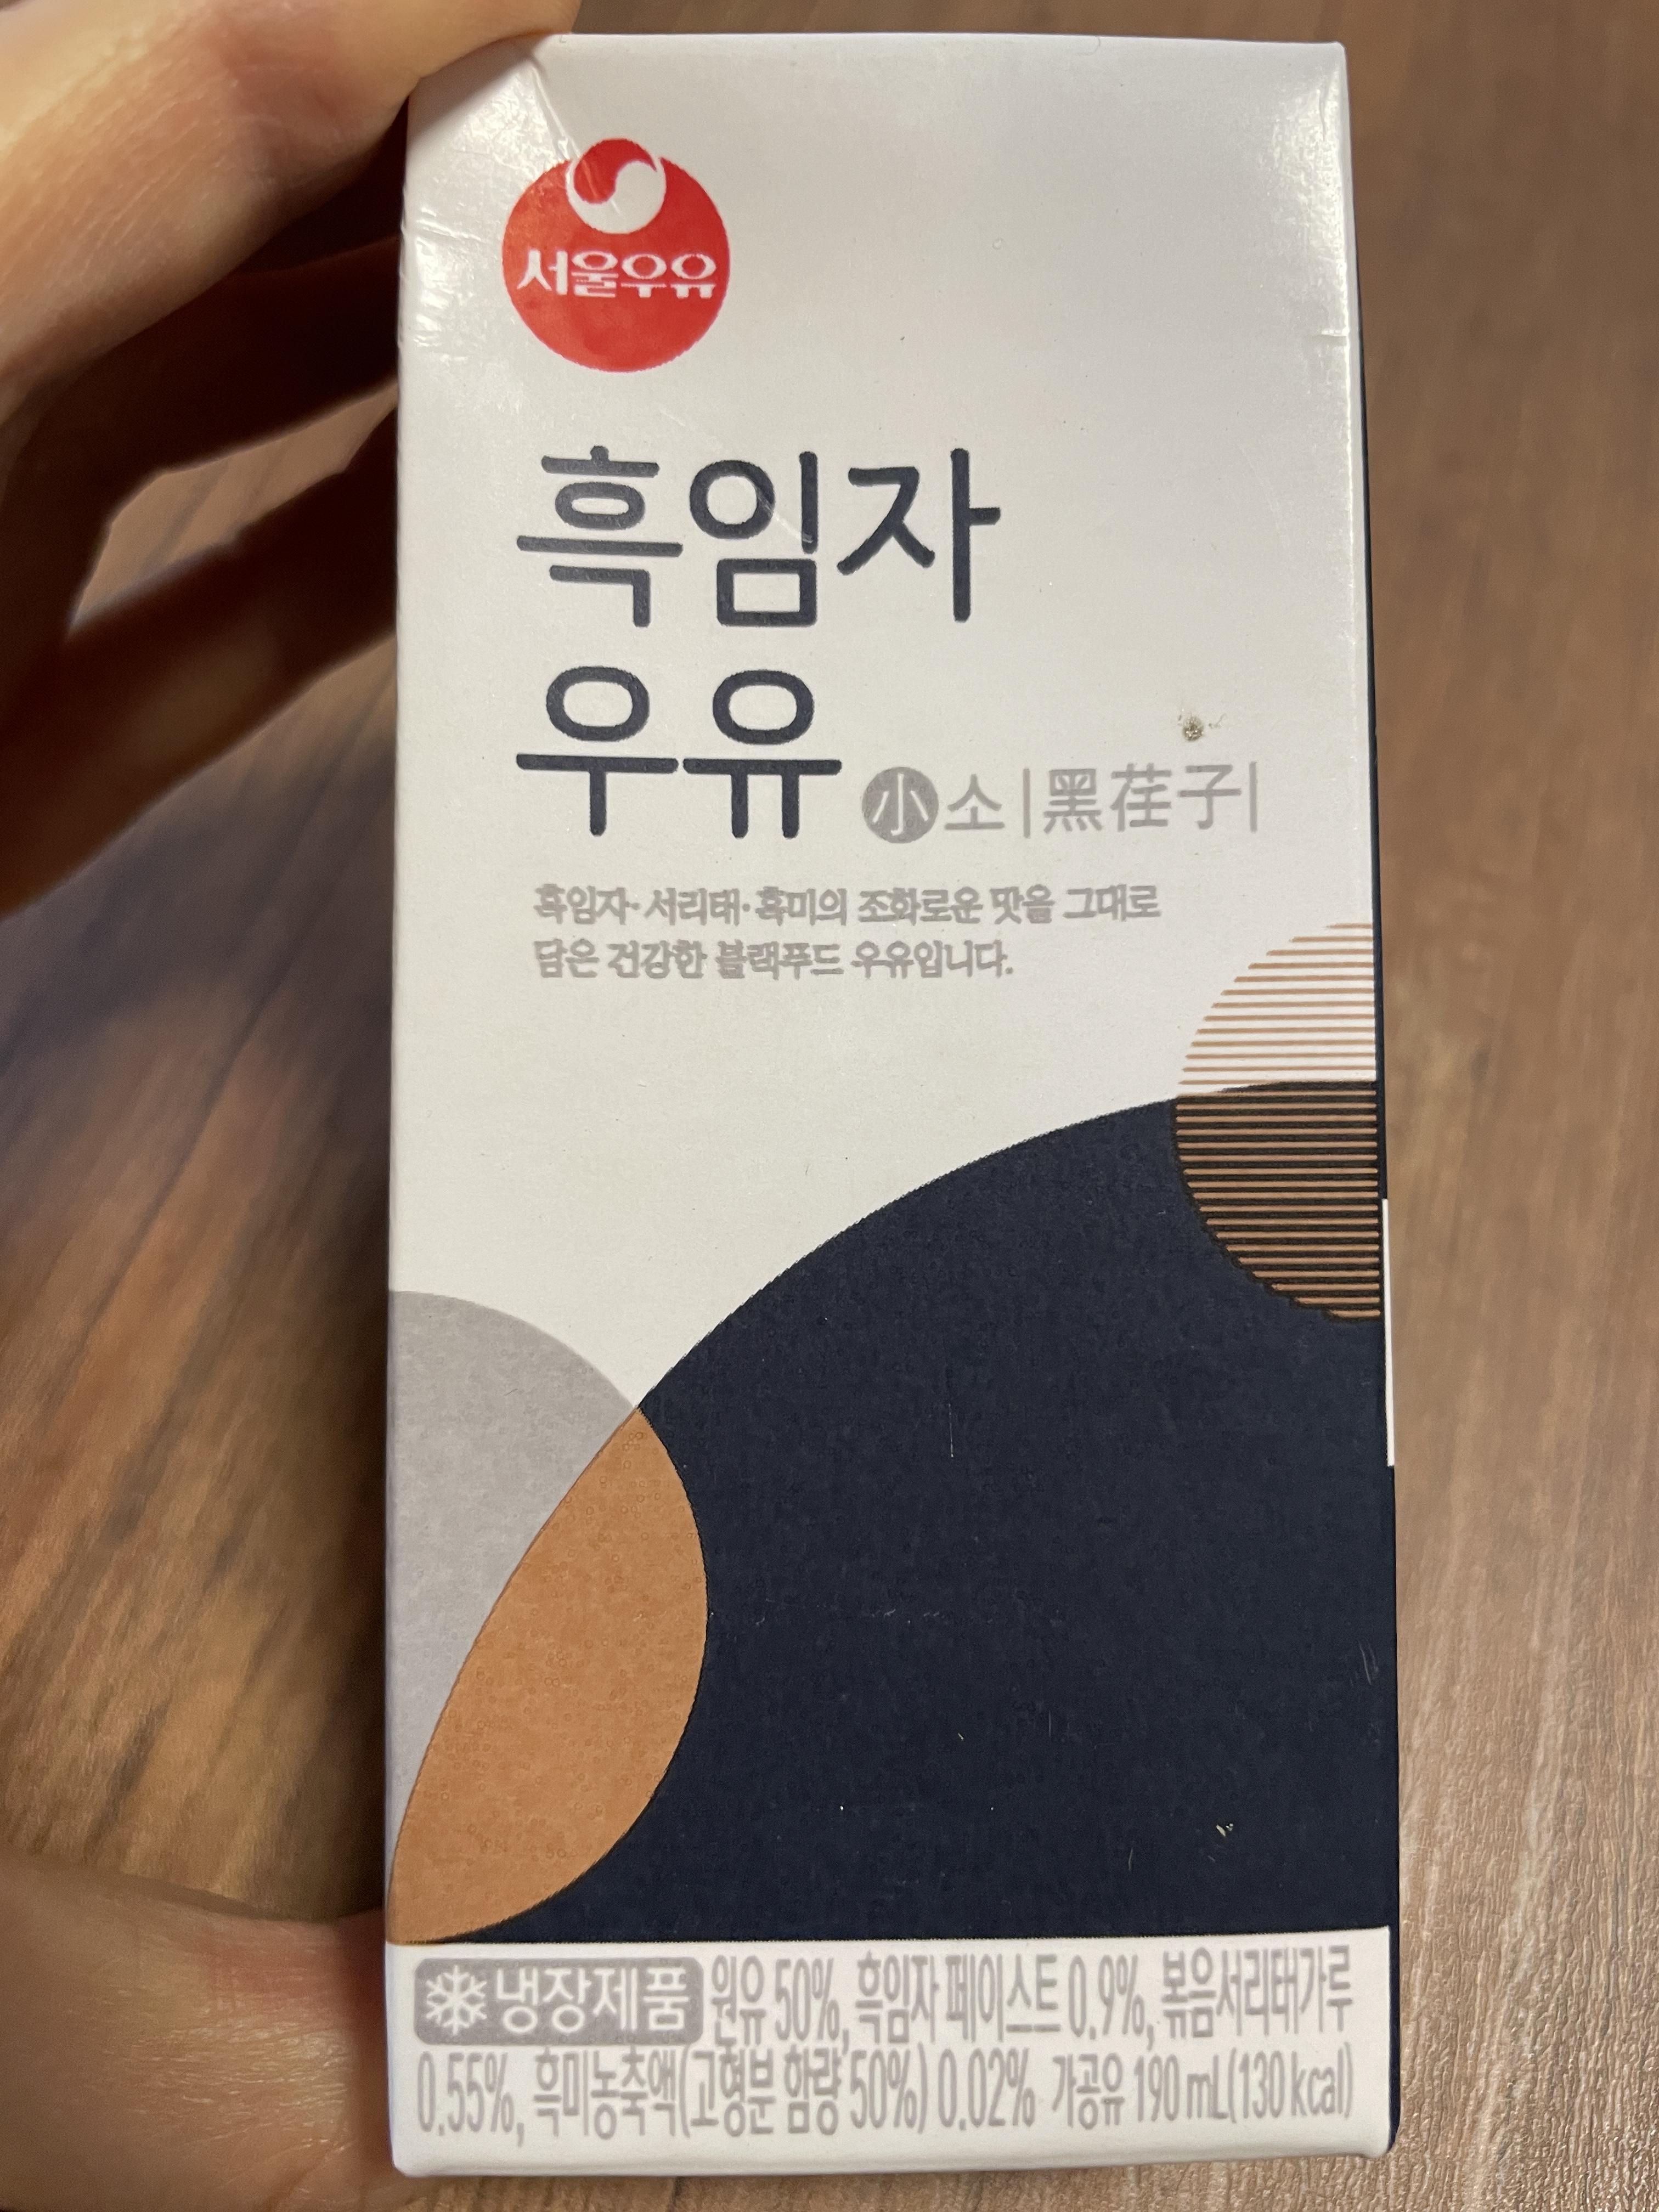 서울우유
흑임자
우유 小 소 | 黑荏子 |
흑임자·서리태·흑미의 조화로운 맛을 그대로
담은 건강한 블랙푸드 우유입니다.
냉장제품 원유 50%, 흑임자 페이스트 0.9%, 볶음서리태가루
0.55%, 흑미농축액(고형분 함량 50%) 0.02% 가공유 190 mL(130 kcal)